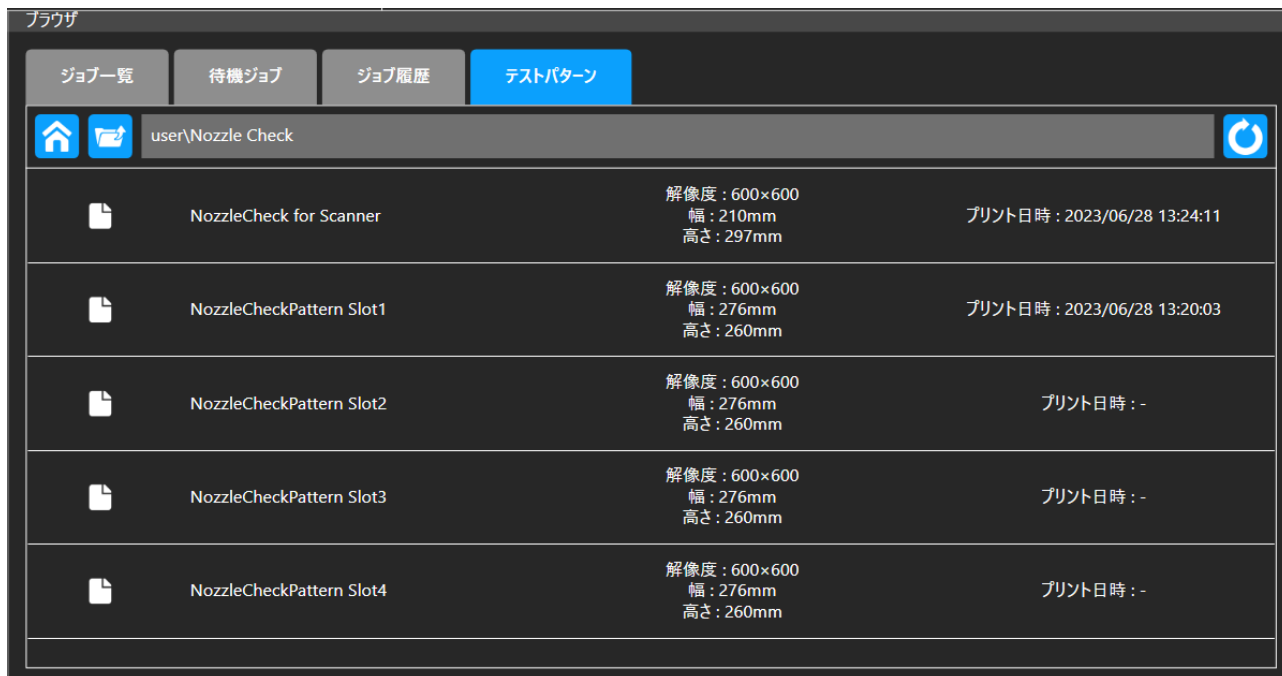 ブラウザ
ジョブ一覧 待機ジョブ ジョブ履歴 テストパターン
user\Nozzle Check
NozzleCheck for Scanner
解像度 : 600×600
幅 : 210mm
高さ : 297mm
プリント日時 : 2023/06/28 13:24:11
NozzleCheckPattern Slot1
解像度 : 600×600
幅 : 276mm
高さ : 260mm
プリント日時 : 2023/06/28 13:20:03
NozzleCheckPattern Slot2
解像度 : 600×600
幅 : 276mm
高さ : 260mm
プリント日時 : -
NozzleCheckPattern Slot3
解像度 : 600×600
幅 : 276mm
高さ : 260mm
プリント日時 : -
NozzleCheckPattern Slot4
解像度 : 600×600
幅 : 276mm
高さ : 260mm
プリント日時 : -